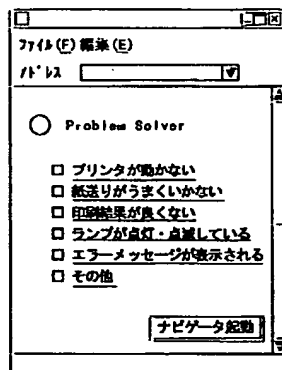 ファイル(F) 編集(E)
ｱﾄﾞﾚｽ
Problem Solver
プリンタが動かない
紙送りがうまくいかない
印刷結果が良くない
ランプが点灯・点滅している
エラーメッセージが表示される
その他
ナビゲータ起動